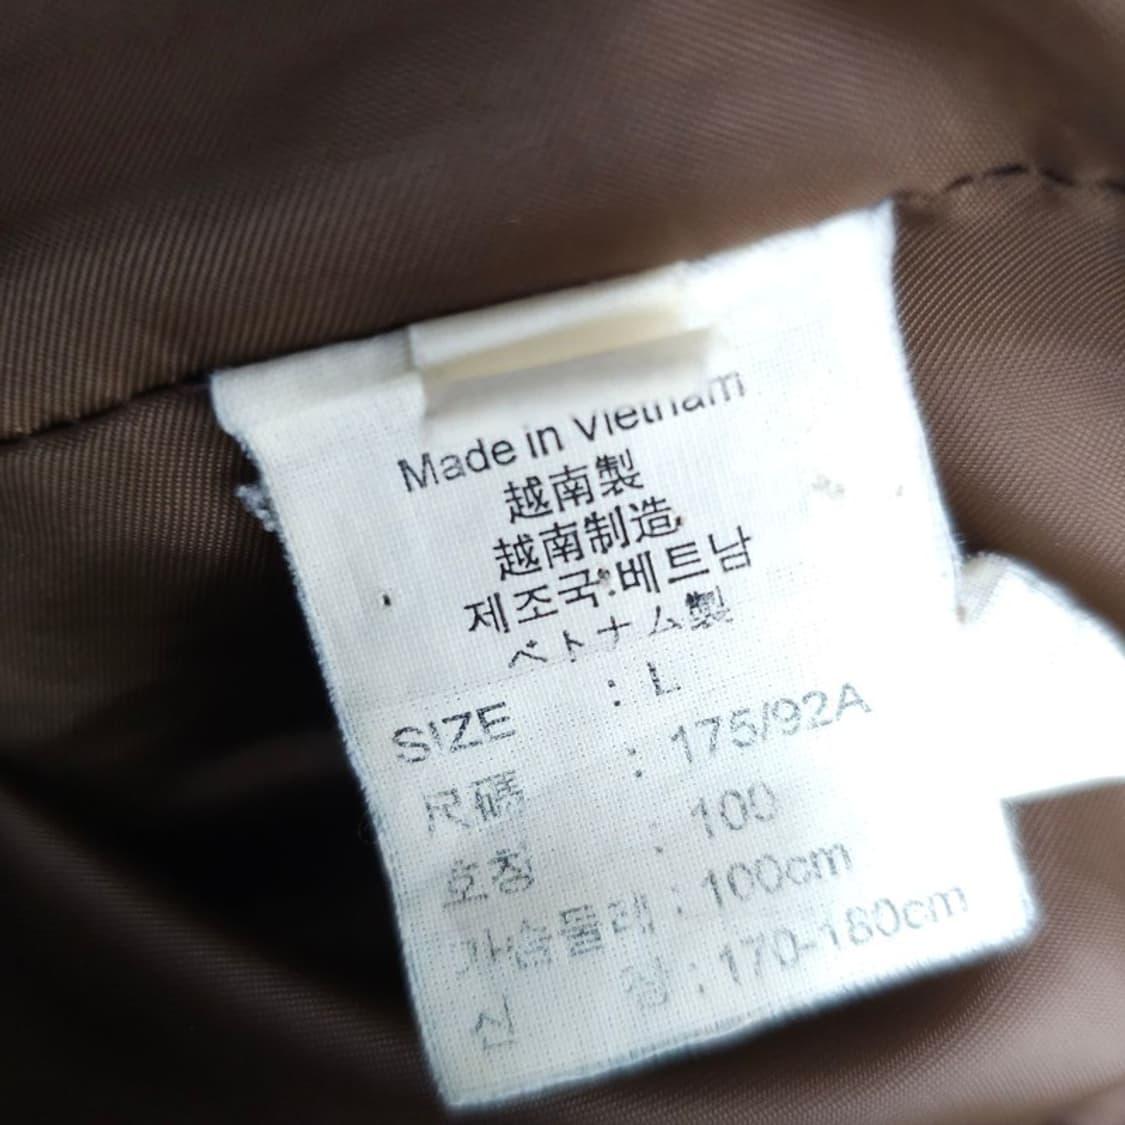 Made in Vietnam
越南製
越南制造
제조국:베트남
ベトナム製
SIZE : L
尺碼 : 175/92A
호칭 : 100
가슴둘레 : 100cm
신 장 : 170-180cm